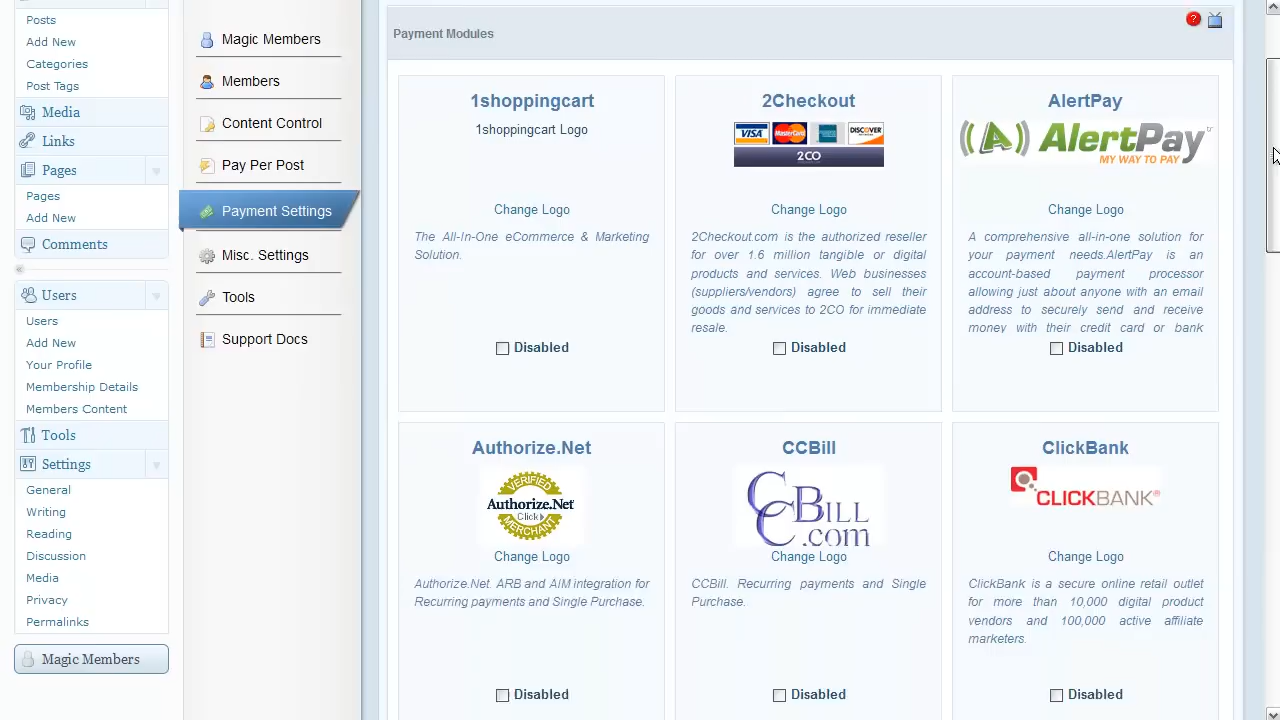 Posts
Add New
Categories
Post Tags
Media
Links
Pages
Pages
Add New
Comments
Users
Users
Add New
Your Profile
Membership Details
Members Content
Tools
Settings
General
Writing
Reading
Discussion
Media
Privacy
Permalinks
Magic Members
Magic Members
Members
Content Control
Pay Per Post
Payment Settings
Misc. Settings
Tools
Support Docs
Payment Modules
?
1shoppingcart
1shoppingcart Logo
Change Logo
The All-In-One eCommerce & Marketing
Solution.
Disabled
2Checkout
VISA MasterCard DISCOVER
2CO
Change Logo
2Checkout.com is the authorized reseller
for over 1.6 million tangible or digital
products and services. Web businesses
(suppliers/vendors) agree to sell their
goods and services to 2CO for immediate
resale.
Disabled
AlertPay
(A) AlertPay
MY WAY TO PAY
Change Logo
A comprehensive all-in-one solution for
your payment needs.AlertPay is an
account-based payment processor
allowing just about anyone with an email
address to securely send and receive
money with their credit card or bank
Disabled
Authorize.Net
VERIFIED
Authorize.Net
Click
MERCHANT
Change Logo
Authorize.Net. ARB and AIM integration for
Recurring payments and Single Purchase.
Disabled
CCBill
CCBILL
.com
Change Logo
CCBill. Recurring payments and Single
Purchase.
Disabled
ClickBank
CLICKBANK®
Change Logo
ClickBank is a secure online retail outlet
for more than 10,000 digital product
vendors and 100,000 active affiliate
marketers.
Disabled